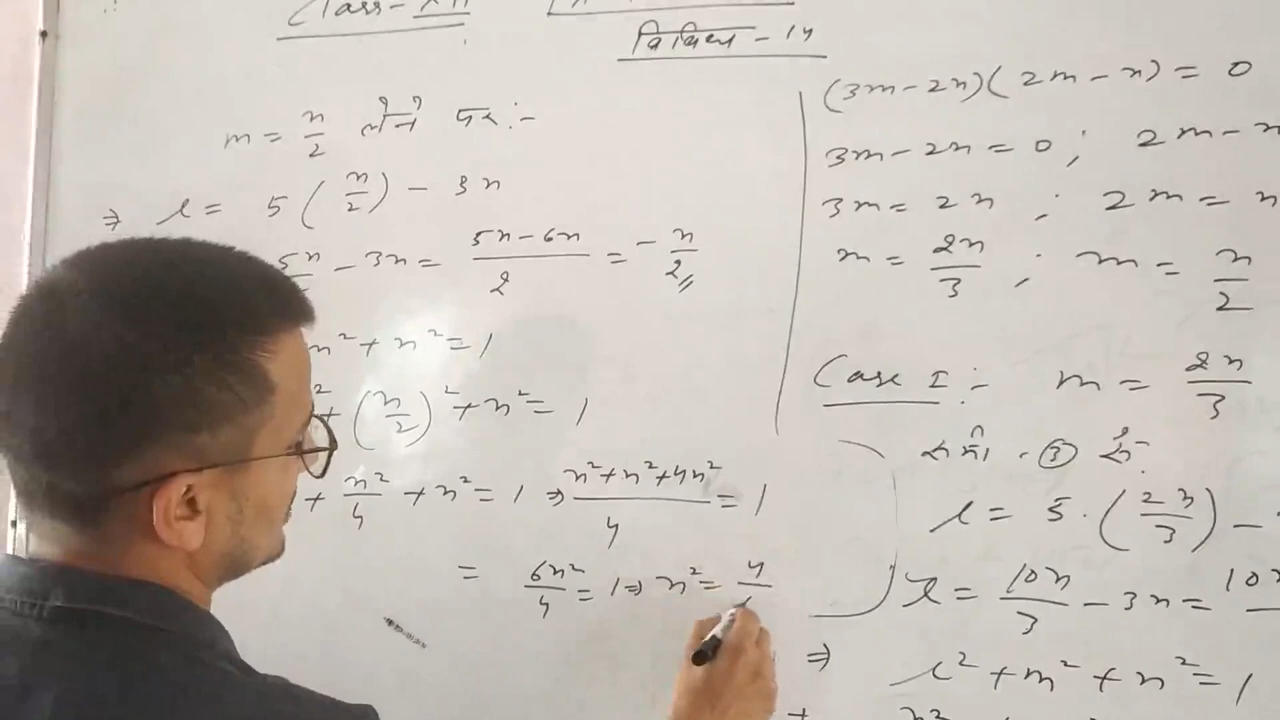 Class-XII
विविधता - 14
m = n/2 लेने पर :-
⇒ l = 5 (n/2) - 3n
5n/ - 3n = (5n-6n)/2 = - n/2
m² + n² = 1
² + (n/2)² + n² = 1
+ n²/4 + n² = 1 ⇒ (n²+n²+4n²)/4 = 1
= 6n²/4 = 1 ⇒ n² = 4/
(3m-2n)(2m-n) = 0
3m-2n = 0 ; 2m-n
3m = 2n ; 2m = n
m = 2n/3 ; m = n/2
Case I :- m = 2n/3
समी. ③ से.
l = 5.(2n/3) -
l = 10n/3 - 3n = 10n
⇒ l² + m² + n² = 1